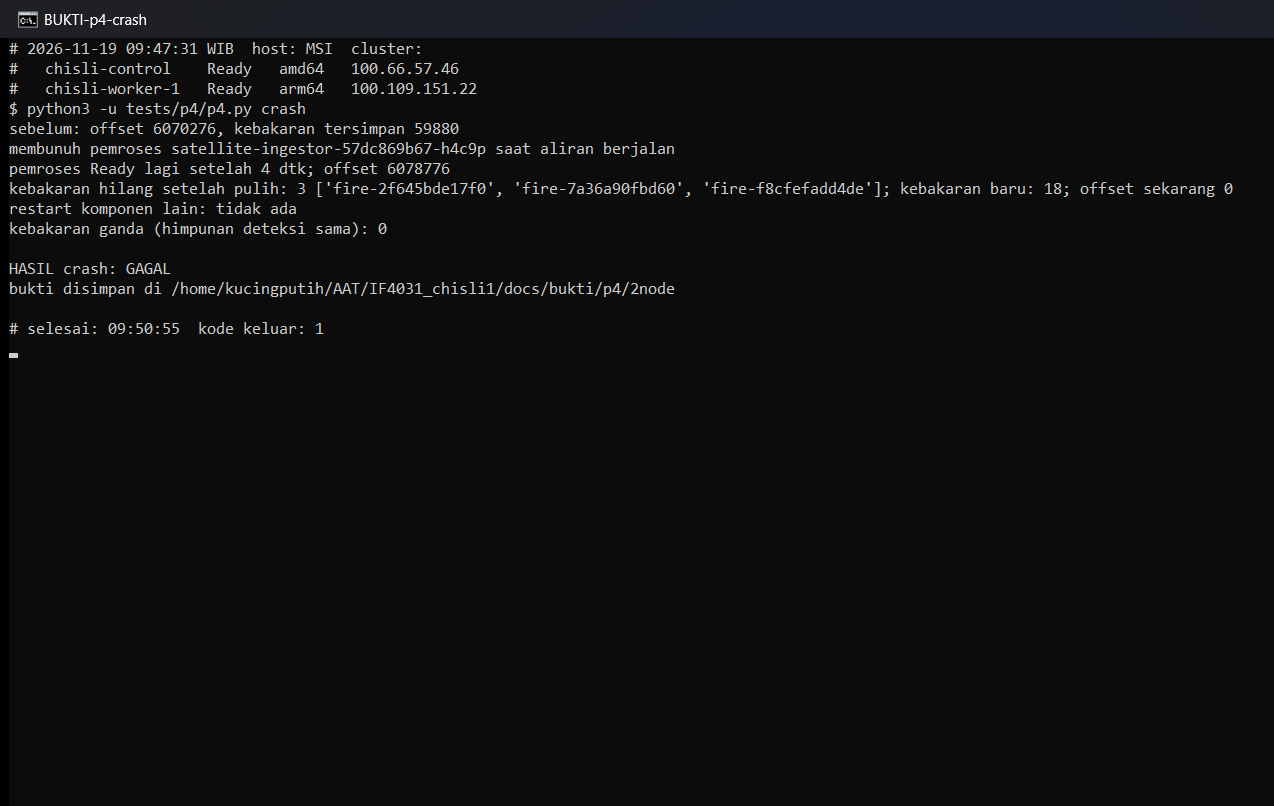 BUKTI-p4-crash
# 2026-11-19 09:47:31 WIB  host: MSI  cluster:
#   chisli-control    Ready   amd64   100.66.57.46
#   chisli-worker-1   Ready   arm64   100.109.151.22
$ python3 -u tests/p4/p4.py crash
sebelum: offset 6070276, kebakaran tersimpan 59880
membunuh pemroses satellite-ingestor-57dc869b67-h4c9p saat aliran berjalan
pemroses Ready lagi setelah 4 dtk; offset 6078776
kebakaran hilang setelah pulih: 3 ['fire-2f645bde17f0', 'fire-7a36a90fbd60', 'fire-f8cfefadd4de']; kebakaran baru: 18; offset sekarang 0
restart komponen lain: tidak ada
kebakaran ganda (himpunan deteksi sama): 0
HASIL crash: GAGAL
bukti disimpan di /home/kucingputih/AAT/IF4031_chisli1/docs/bukti/p4/2node
# selesai: 09:50:55  kode keluar: 1